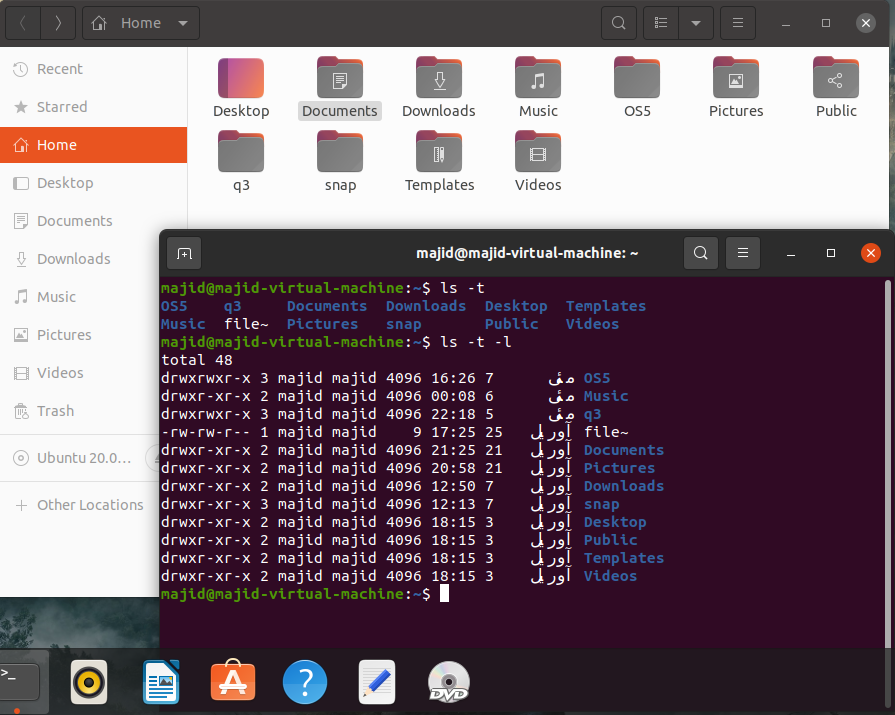 Home
Recent
Starred
Home
Desktop
Documents
Downloads
Music
Pictures
Videos
Trash
Ubuntu 20.0...
Other Locations
Desktop Documents Downloads Music OS5 Pictures Public
q3 snap Templates Videos
majid@majid-virtual-machine: ~
majid@majid-virtual-machine:~$ ls -t
OS5 q3 Documents Downloads Desktop Templates
Music file~ Pictures snap Public Videos
majid@majid-virtual-machine:~$ ls -t -l
total 48
drwxrwxr-x 3 majid majid 4096 16:26 7 مئی OS5
drwxr-xr-x 2 majid majid 4096 00:08 6 مئی Music
drwxrwxr-x 3 majid majid 4096 22:18 5 مئی q3
-rw-rw-r-- 1 majid majid 9 17:25 25 آوریل file~
drwxr-xr-x 2 majid majid 4096 21:25 21 آوریل Documents
drwxr-xr-x 2 majid majid 4096 20:58 21 آوریل Pictures
drwxr-xr-x 2 majid majid 4096 12:50 7 آوریل Downloads
drwxr-xr-x 3 majid majid 4096 12:13 7 آوریل snap
drwxr-xr-x 2 majid majid 4096 18:15 3 آوریل Desktop
drwxr-xr-x 2 majid majid 4096 18:15 3 آوریل Public
drwxr-xr-x 2 majid majid 4096 18:15 3 آوریل Templates
drwxr-xr-x 2 majid majid 4096 18:15 3 آوریل Videos
majid@majid-virtual-machine:~$
>_
?
DVD